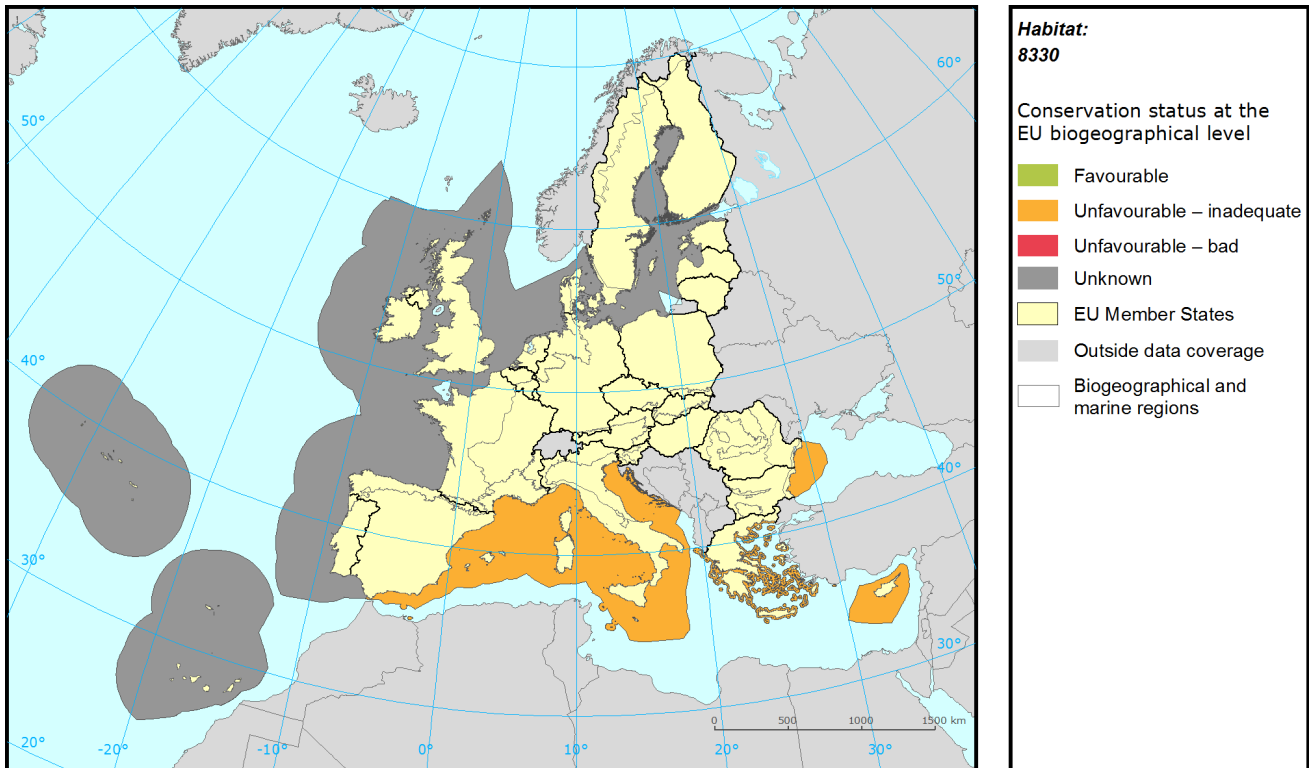 60°
50°
50°
40°
40°
30°
30°
20°
-20°
-10°
0°
10°
20°
30°
0
500
1000
1500 km
Habitat:
8330
Conservation status at the
EU biogeographical level
Favourable
Unfavourable – inadequate
Unfavourable – bad
Unknown
EU Member States
Outside data coverage
Biogeographical and
marine regions